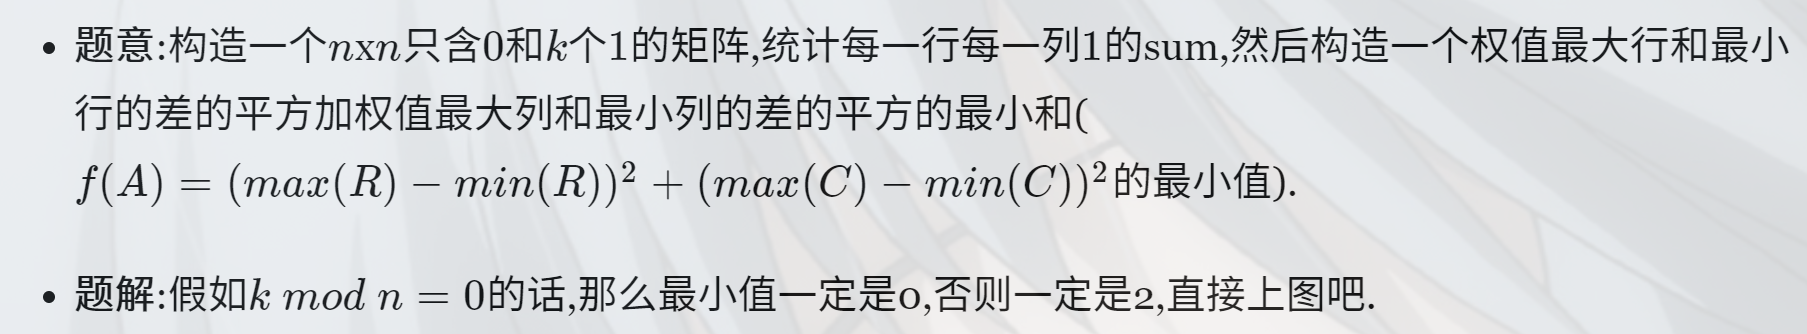 • 题意:构造一个n x n只含0和k个1的矩阵,统计每一行每一列1的sum,然后构造一个权值最大行和最小
行的差的平方加权值最大列和最小列的差的平方的最小和(
f(A) = (max(R) − min(R))² + (max(C) − min(C))²的最小值).
• 题解:假如k mod n = 0的话,那么最小值一定是0,否则一定是2,直接上图吧.